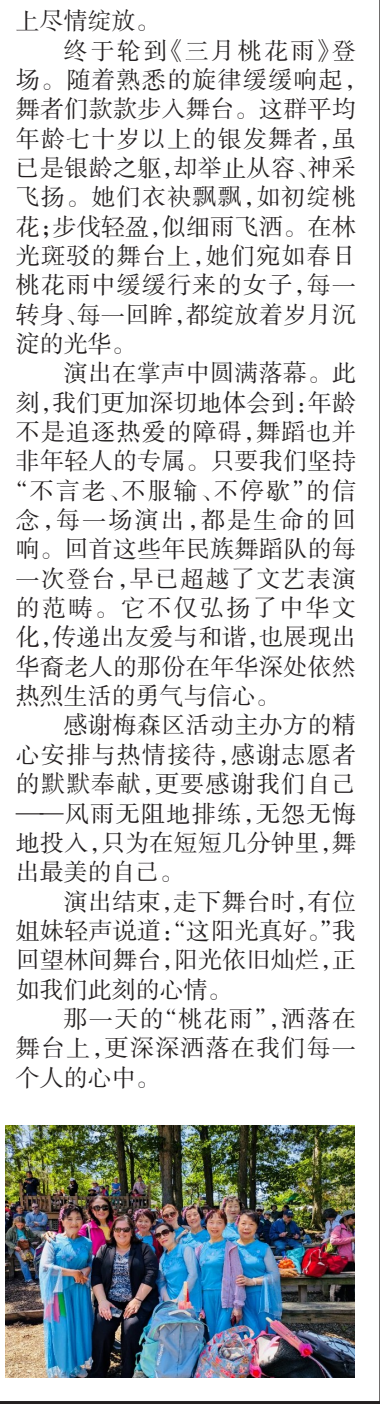 上尽情绽放。
终于轮到《三月桃花雨》登
场。随着熟悉的旋律缓缓响起，
舞者们款款步入舞台。这群平均
年龄七十岁以上的银发舞者，虽
已是银龄之躯，却举止从容、神采
飞扬。她们衣袂飘飘，如初绽桃
花；步伐轻盈，似细雨飞洒。在林
光斑驳的舞台上，她们宛如春日
桃花雨中缓缓行来的女子，每一
转身、每一回眸，都绽放着岁月沉
淀的光华。
演出在掌声中圆满落幕。此
刻，我们更加深切地体会到：年龄
不是追逐热爱的障碍，舞蹈也并
非年轻人的专属。只要我们坚持
“不言老、不服输、不停歇”的信
念，每一场演出，都是生命的回
响。回首这些年民族舞蹈队的每
一次登台，早已超越了文艺表演
的范畴。它不仅弘扬了中华文
化，传递出友爱与和谐，也展现出
华裔老人的那份在年华深处依然
热烈生活的勇气与信心。
感谢梅森区活动主办方的精
心安排与热情接待，感谢志愿者
的默默奉献，更要感谢我们自己
——风雨无阻地排练，无怨无悔
地投入，只为在短短几分钟里，舞
出最美的自己。
演出结束，走下舞台时，有位
姐妹轻声说道：“这阳光真好。”我
回望林间舞台，阳光依旧灿烂，正
如我们此刻的心情。
那一天的“桃花雨”，洒落在
舞台上，更深深洒落在我们每一
个人的心中。